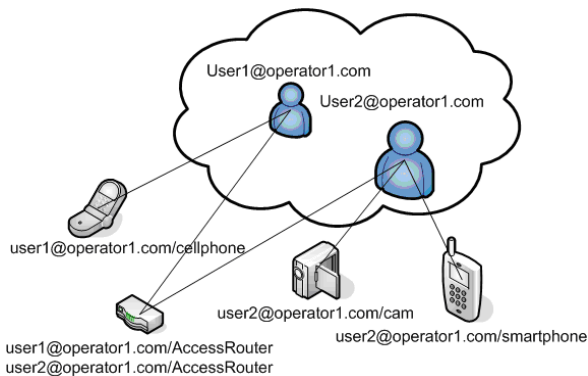 User1@operator1.com
User2@operator1.com
user1@operator1.com/cellphone
user2@operator1.com/cam
user2@operator1.com/smartphone
user1@operator1.com/AccessRouter
user2@operator1.com/AccessRouter